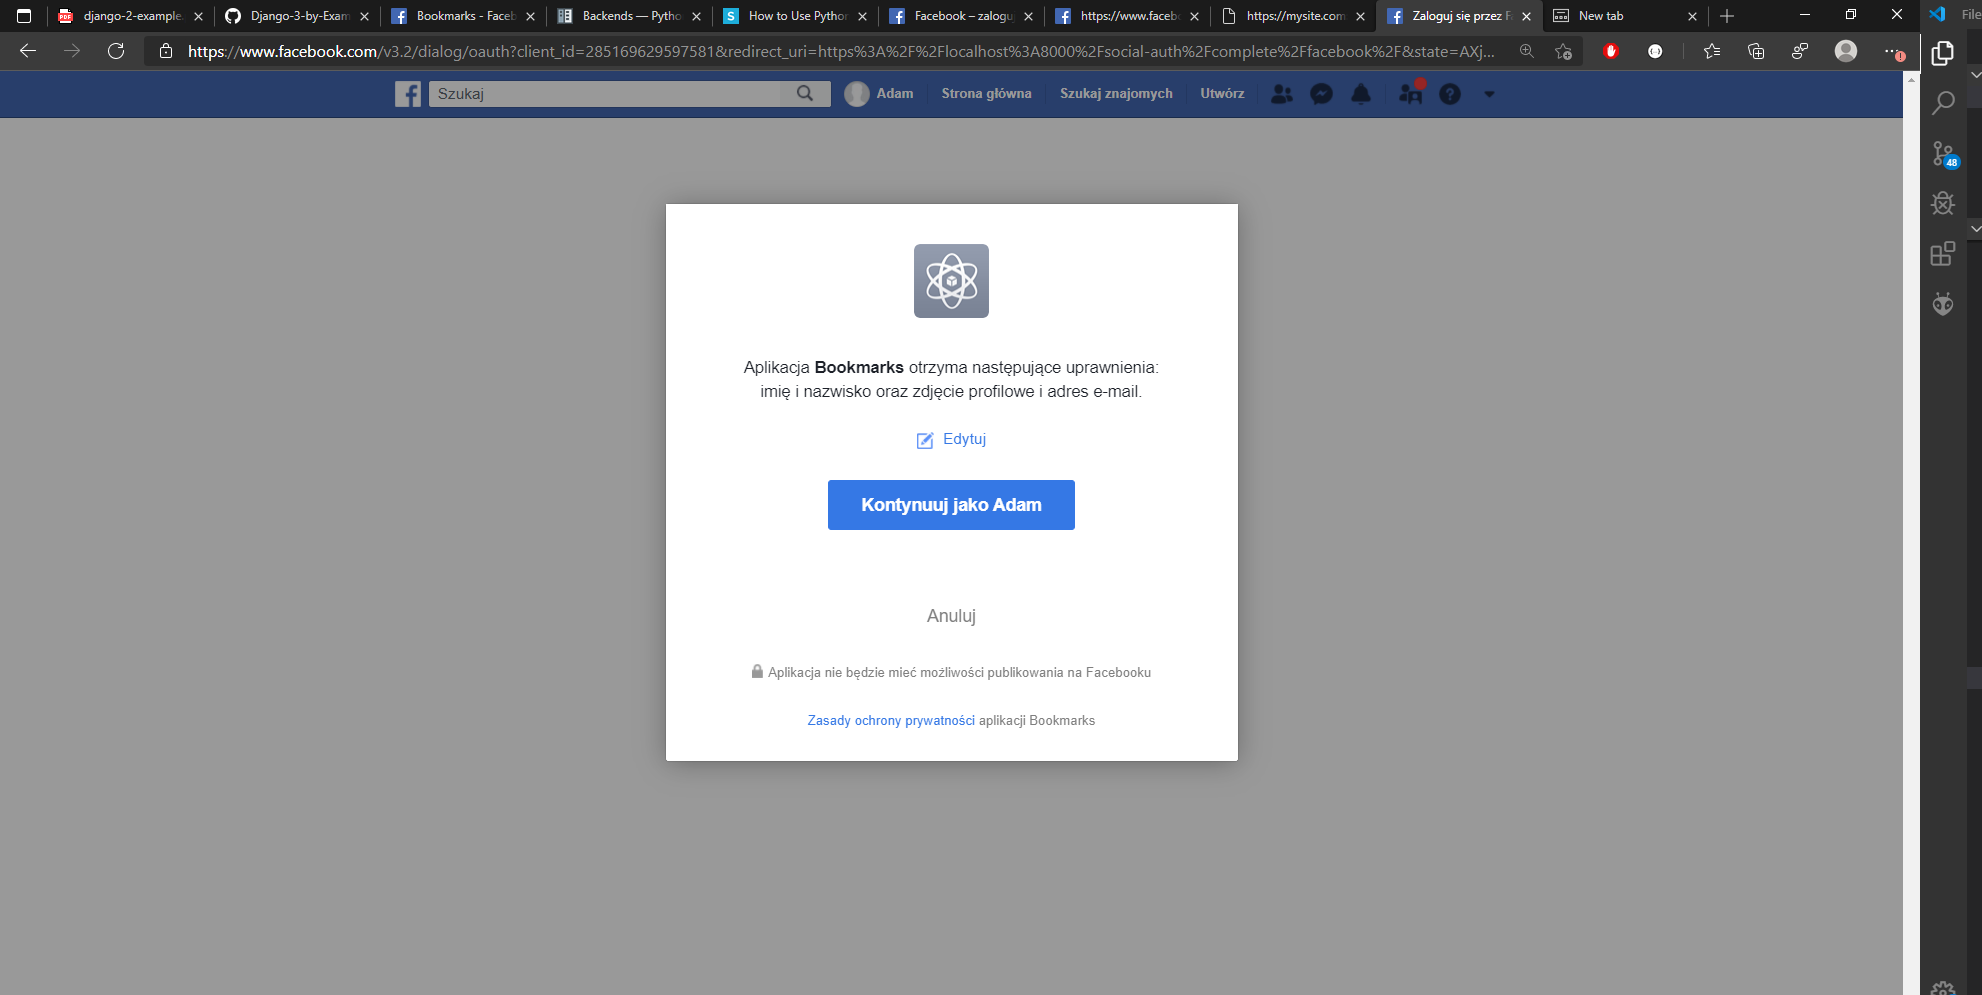 django-2-example.
Django-3-by-Exam
Bookmarks - Faceb
Backends — Pytho
How to Use Python
Facebook – zaloguj
https://www.facebo
https://mysite.com
Zaloguj się przez F
New tab
File
https://www.facebook.com/v3.2/dialog/oauth?client_id=285169629597581&redirect_uri=https%3A%2F%2Flocalhost%3A8000%2Fsocial-auth%2Fcomplete%2Ffacebook%2F&state=AXj...
Szukaj
Adam
Strona główna
Szukaj znajomych
Utwórz
48
Aplikacja Bookmarks otrzyma następujące uprawnienia:
imię i nazwisko oraz zdjęcie profilowe i adres e-mail.
Edytuj
Kontynuuj jako Adam
Anuluj
Aplikacja nie będzie mieć możliwości publikowania na Facebooku
Zasady ochrony prywatności aplikacji Bookmarks